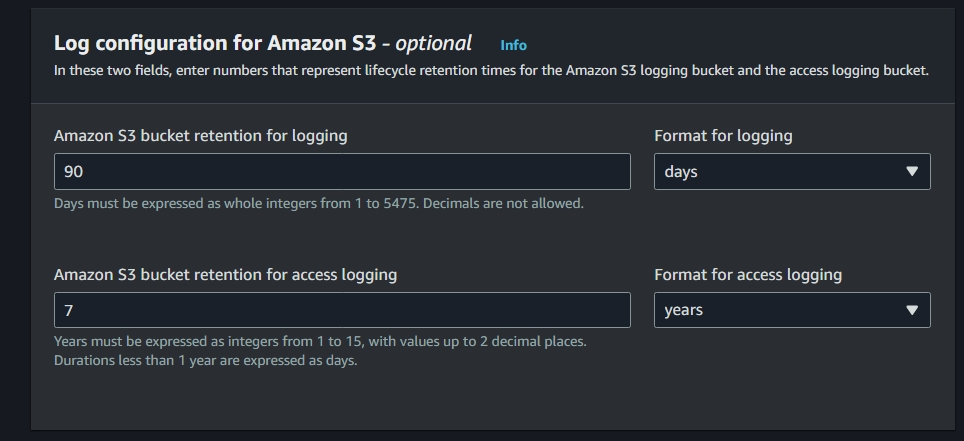 Log configuration for Amazon S3 - optional Info
In these two fields, enter numbers that represent lifecycle retention times for the Amazon S3 logging bucket and the access logging bucket.
Amazon S3 bucket retention for logging
Format for logging
90
days
Days must be expressed as whole integers from 1 to 5475. Decimals are not allowed.
Amazon S3 bucket retention for access logging
Format for access logging
7
years
Years must be expressed as integers from 1 to 15, with values up to 2 decimal places.
Durations less than 1 year are expressed as days.